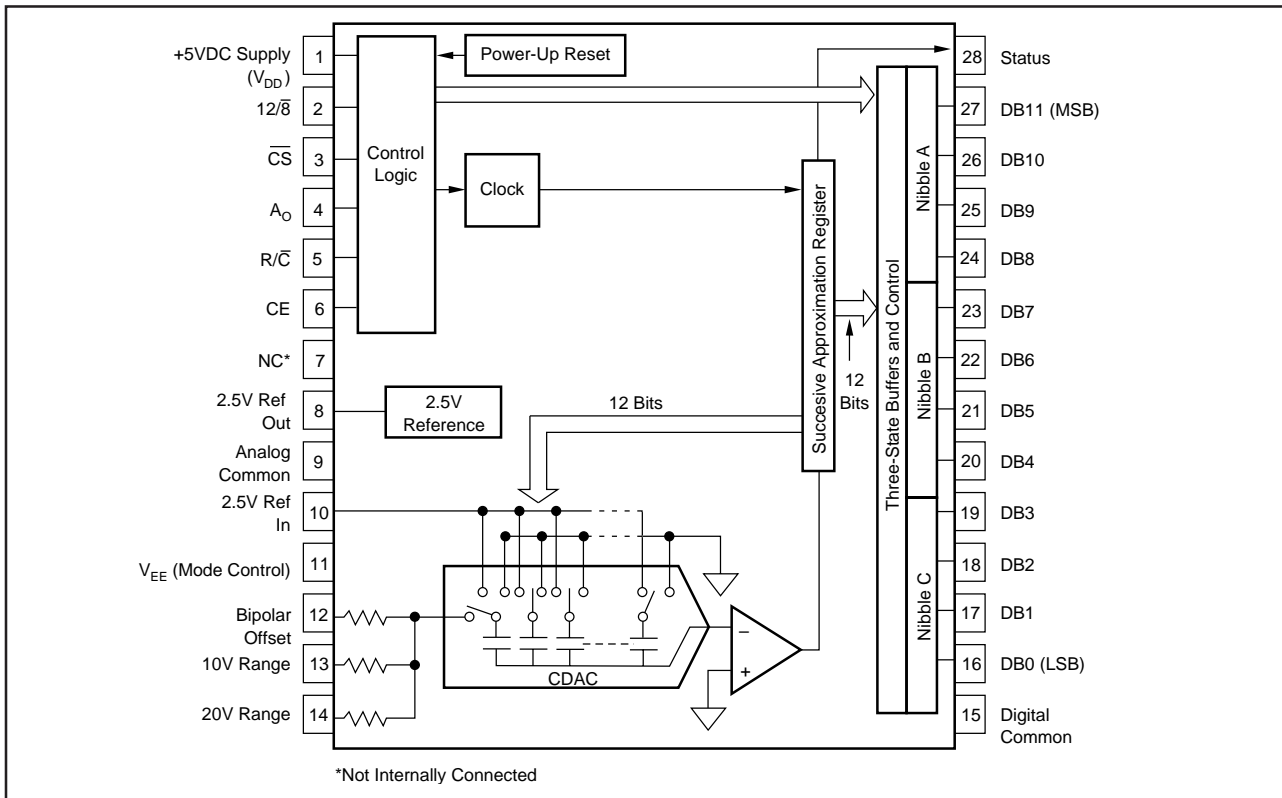 +5VDC Supply
(VDD)
1
12/8̅
2
C̅S̅
3
AO
4
R/C̅
5
CE
6
NC*
7
2.5V Ref
Out
8
Analog
Common
9
2.5V Ref
In
10
VEE (Mode Control)
11
Bipolar
Offset
12
10V Range
13
20V Range
14
Control
Logic
Power-Up Reset
Clock
2.5V
Reference
12 Bits
CDAC
−
+
Succesive Approximation Register
12
Bits
Three-State Buffers and Control
Nibble A
Nibble B
Nibble C
28
Status
27
DB11 (MSB)
26
DB10
25
DB9
24
DB8
23
DB7
22
DB6
21
DB5
20
DB4
19
DB3
18
DB2
17
DB1
16
DB0 (LSB)
15
Digital
Common
*Not Internally Connected